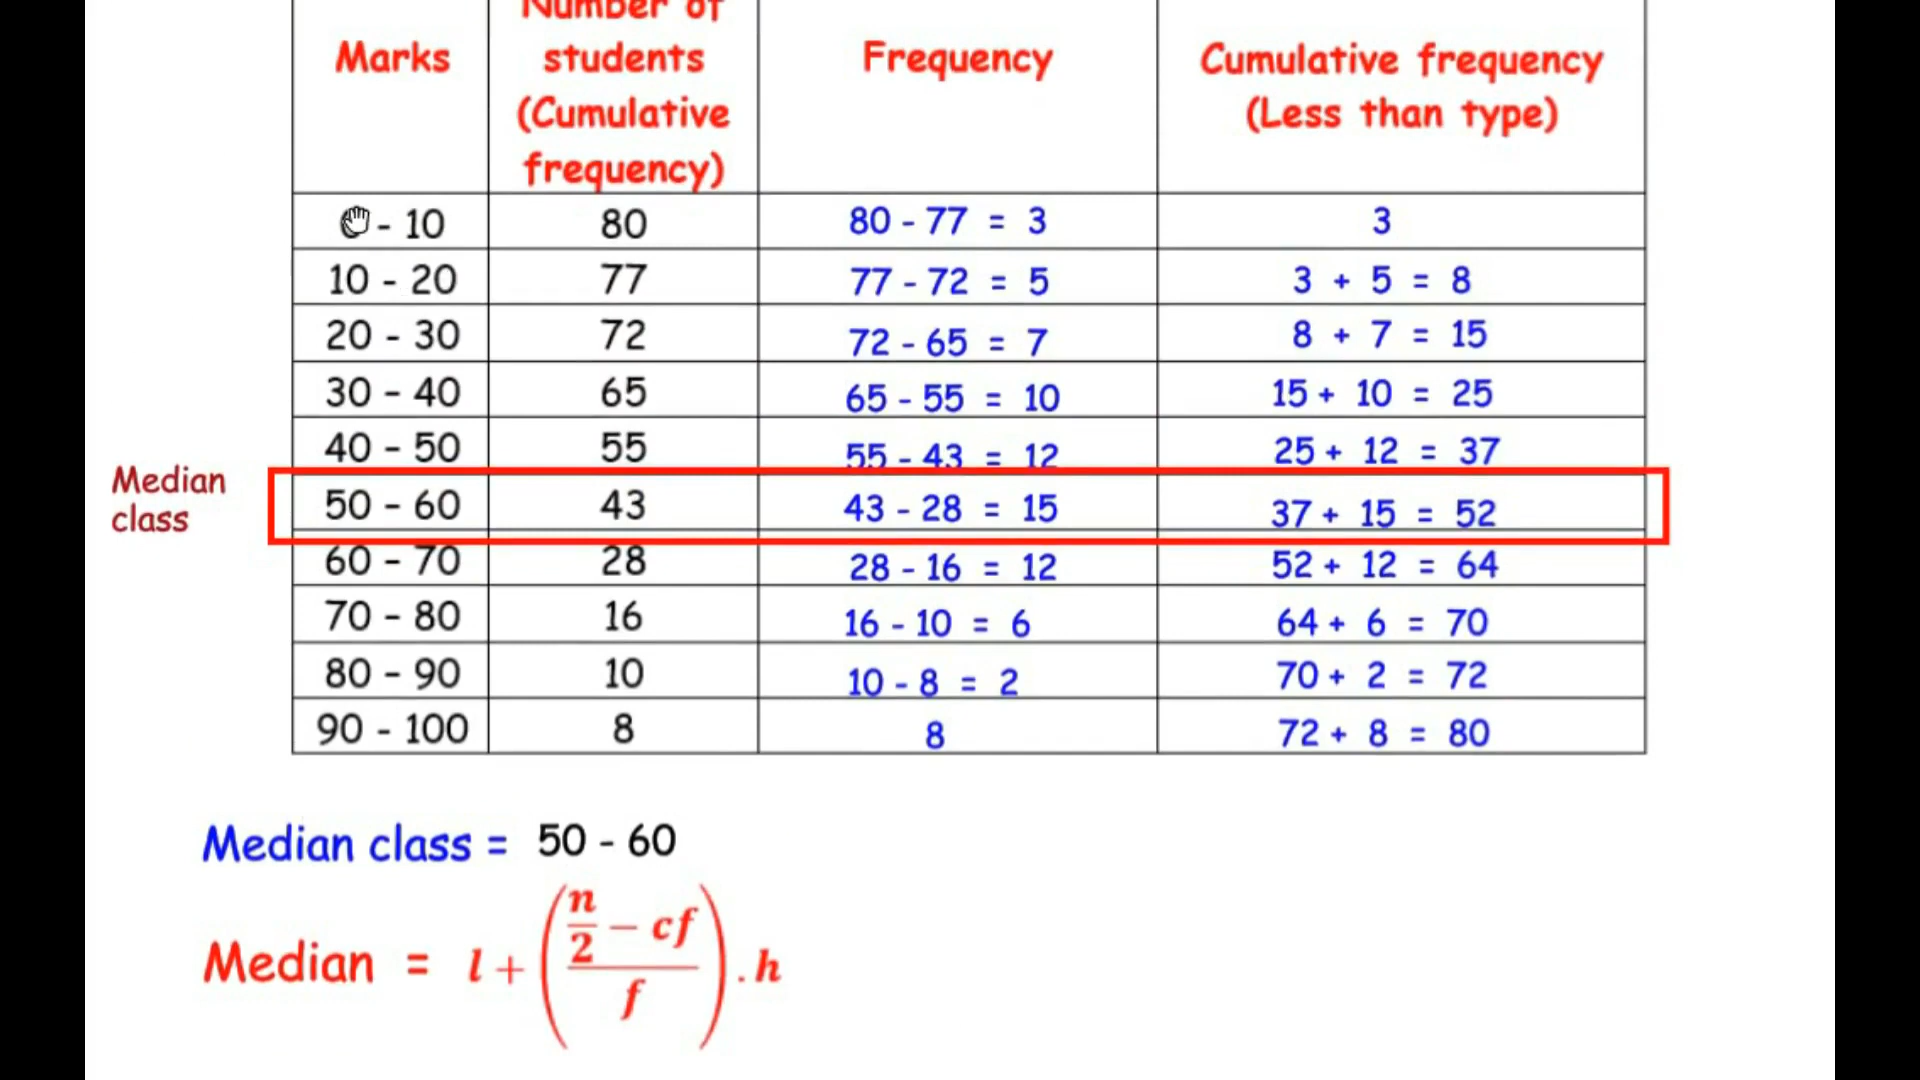 Number of
Marks students Frequency Cumulative frequency
(Cumulative (Less than type)
frequency)
- 10 80 80 - 77 = 3 3
10 - 20 77 77 - 72 = 5 3 + 5 = 8
20 - 30 72 72 - 65 = 7 8 + 7 = 15
30 - 40 65 65 - 55 = 10 15 + 10 = 25
40 - 50 55 55 - 43 = 12 25 + 12 = 37
Median
class
50 - 60 43 43 - 28 = 15 37 + 15 = 52
60 - 70 28 28 - 16 = 12 52 + 12 = 64
70 - 80 16 16 - 10 = 6 64 + 6 = 70
80 - 90 10 10 - 8 = 2 70 + 2 = 72
90 - 100 8 8 72 + 8 = 80
Median class = 50 - 60
Median = l + ( (n/2 − cf) / f ) . h